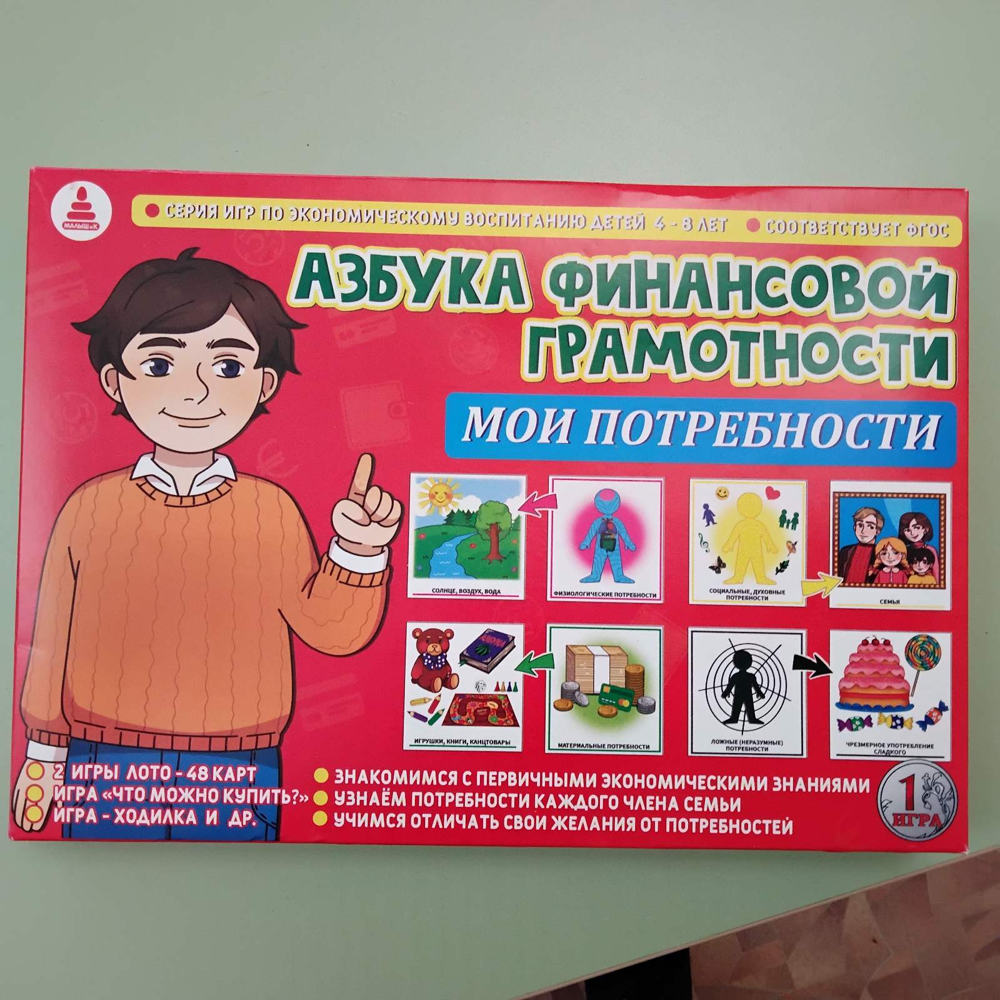 МАЛЫШ и К
СЕРИЯ ИГР ПО ЭКОНОМИЧЕСКОМУ ВОСПИТАНИЮ ДЕТЕЙ 4 - 8 ЛЕТ
СООТВЕТСТВУЕТ ФГОС
АЗБУКА ФИНАНСОВОЙ
ГРАМОТНОСТИ
МОИ ПОТРЕБНОСТИ
СОЛНЦЕ, ВОЗДУХ, ВОДА
ФИЗИОЛОГИЧЕСКИЕ ПОТРЕБНОСТИ
СОЦИАЛЬНЫЕ, ДУХОВНЫЕ
ПОТРЕБНОСТИ
СЕМЬЯ
АЗБУКА
ИГРУШКИ, КНИГИ, КАНЦТОВАРЫ
МАТЕРИАЛЬНЫЕ ПОТРЕБНОСТИ
ЛОЖНЫЕ (НЕРАЗУМНЫЕ)
ПОТРЕБНОСТИ
ЧРЕЗМЕРНОЕ УПОТРЕБЛЕНИЕ
СЛАДКОГО
2 ИГРЫ ЛОТО - 48 КАРТ
ИГРА «ЧТО МОЖНО КУПИТЬ?»
ИГРА - ХОДИЛКА И ДР.
ЗНАКОМИМСЯ С ПЕРВИЧНЫМИ ЭКОНОМИЧЕСКИМИ ЗНАНИЯМИ
УЗНАЁМ ПОТРЕБНОСТИ КАЖДОГО ЧЛЕНА СЕМЬИ
УЧИМСЯ ОТЛИЧАТЬ СВОИ ЖЕЛАНИЯ ОТ ПОТРЕБНОСТЕЙ
1
ИГРА